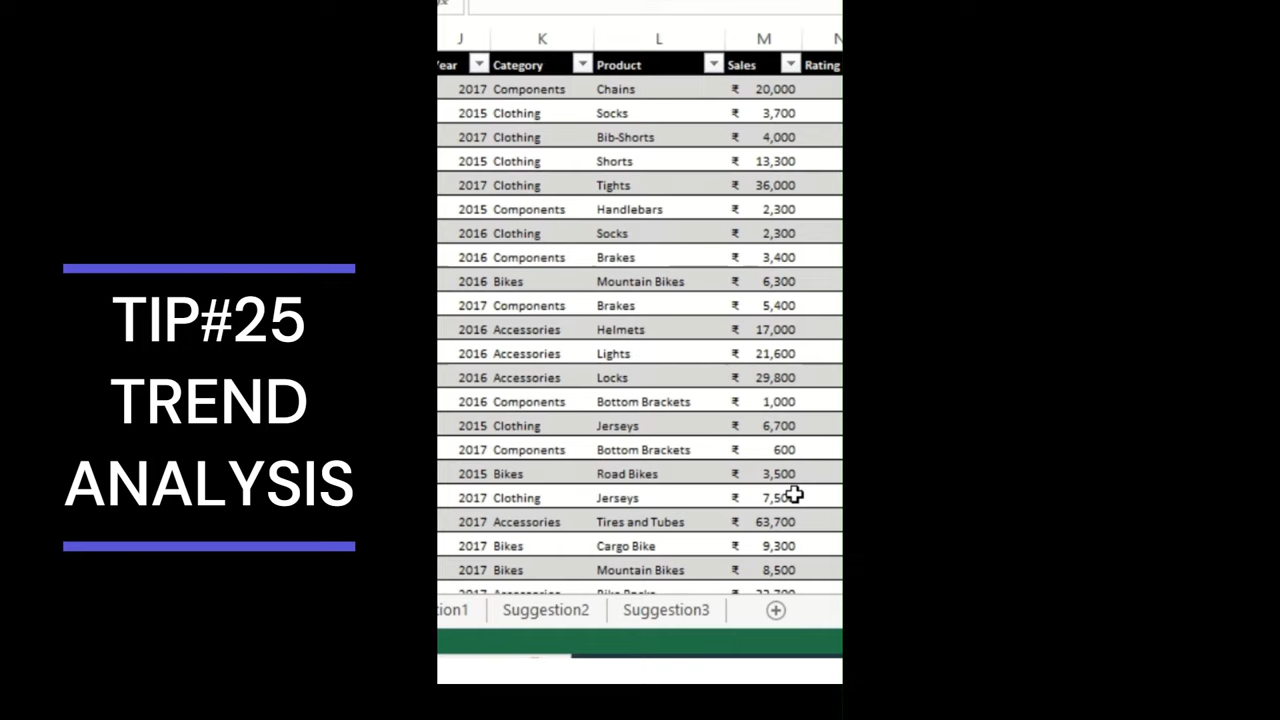 TIP#25
TREND
ANALYSIS
J K L M N
Year Category Product Sales Rating
2017 Components Chains ₹ 20,000
2015 Clothing Socks ₹ 3,700
2017 Clothing Bib-Shorts ₹ 4,000
2015 Clothing Shorts ₹ 13,300
2017 Clothing Tights ₹ 36,000
2015 Components Handlebars ₹ 2,300
2016 Clothing Socks ₹ 2,300
2016 Components Brakes ₹ 3,400
2016 Bikes Mountain Bikes ₹ 6,300
2017 Components Brakes ₹ 5,400
2016 Accessories Helmets ₹ 17,000
2016 Accessories Lights ₹ 21,600
2016 Accessories Locks ₹ 29,800
2016 Components Bottom Brackets ₹ 1,000
2015 Clothing Jerseys ₹ 6,700
2017 Components Bottom Brackets ₹ 600
2015 Bikes Road Bikes ₹ 3,500
2017 Clothing Jerseys ₹ 7,500
2017 Accessories Tires and Tubes ₹ 63,700
2017 Bikes Cargo Bike ₹ 9,300
2017 Bikes Mountain Bikes ₹ 8,500
tion1 Suggestion2 Suggestion3